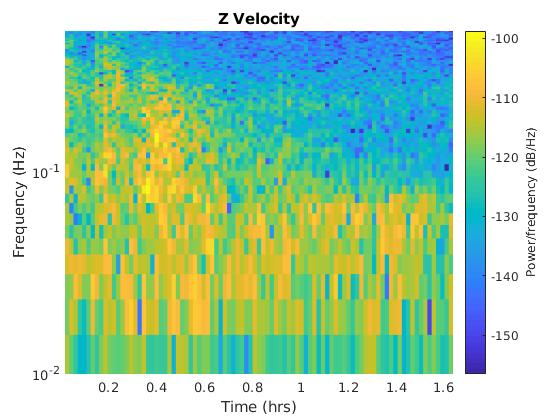 Z Velocity
Frequency (Hz)
10-1
10-2
0.2 0.4 0.6 0.8 1 1.2 1.4 1.6
Time (hrs)
-100
-110
-120
-130
-140
-150
Power/frequency (dB/Hz)